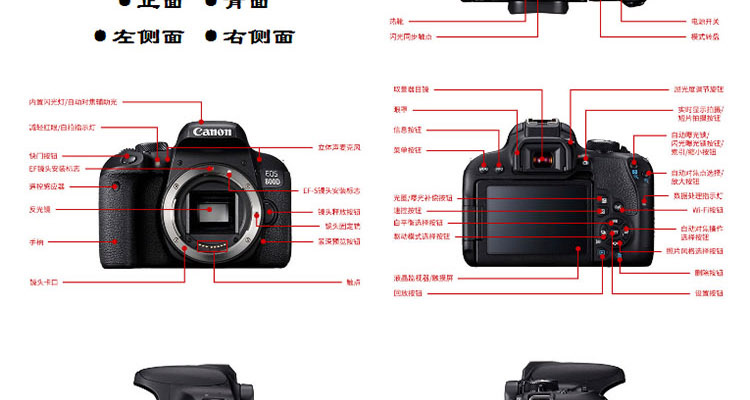 正面 背面
左侧面 右侧面
热靴
闪光同步触点
电源开关
模式转盘
内置闪光灯/自动对焦辅助光
减轻红眼/自拍指示灯
快门按钮
EF镜头安装标志
遥控感应器
反光镜
手柄
镜头卡口
Canon
EOS
800D
立体声麦克风
EF-S镜头安装标志
镜头释放按钮
镜头固定销
景深预览按钮
触点
取景器目镜
眼罩
信息按钮
菜单按钮
光圈/曝光补偿按钮
速控按钮
白平衡选择按钮
驱动模式选择按钮
液晶监视器/触摸屏
回放按钮
屈光度调节旋钮
实时显示拍摄/
短片拍摄按钮
自动曝光锁/
闪光曝光锁按钮/
索引/缩小按钮
自动对焦点选择/
放大按钮
数据处理指示灯
Wi-Fi按钮
自动对焦操作
选择按钮
照片风格选择按钮
删除按钮
设置按钮